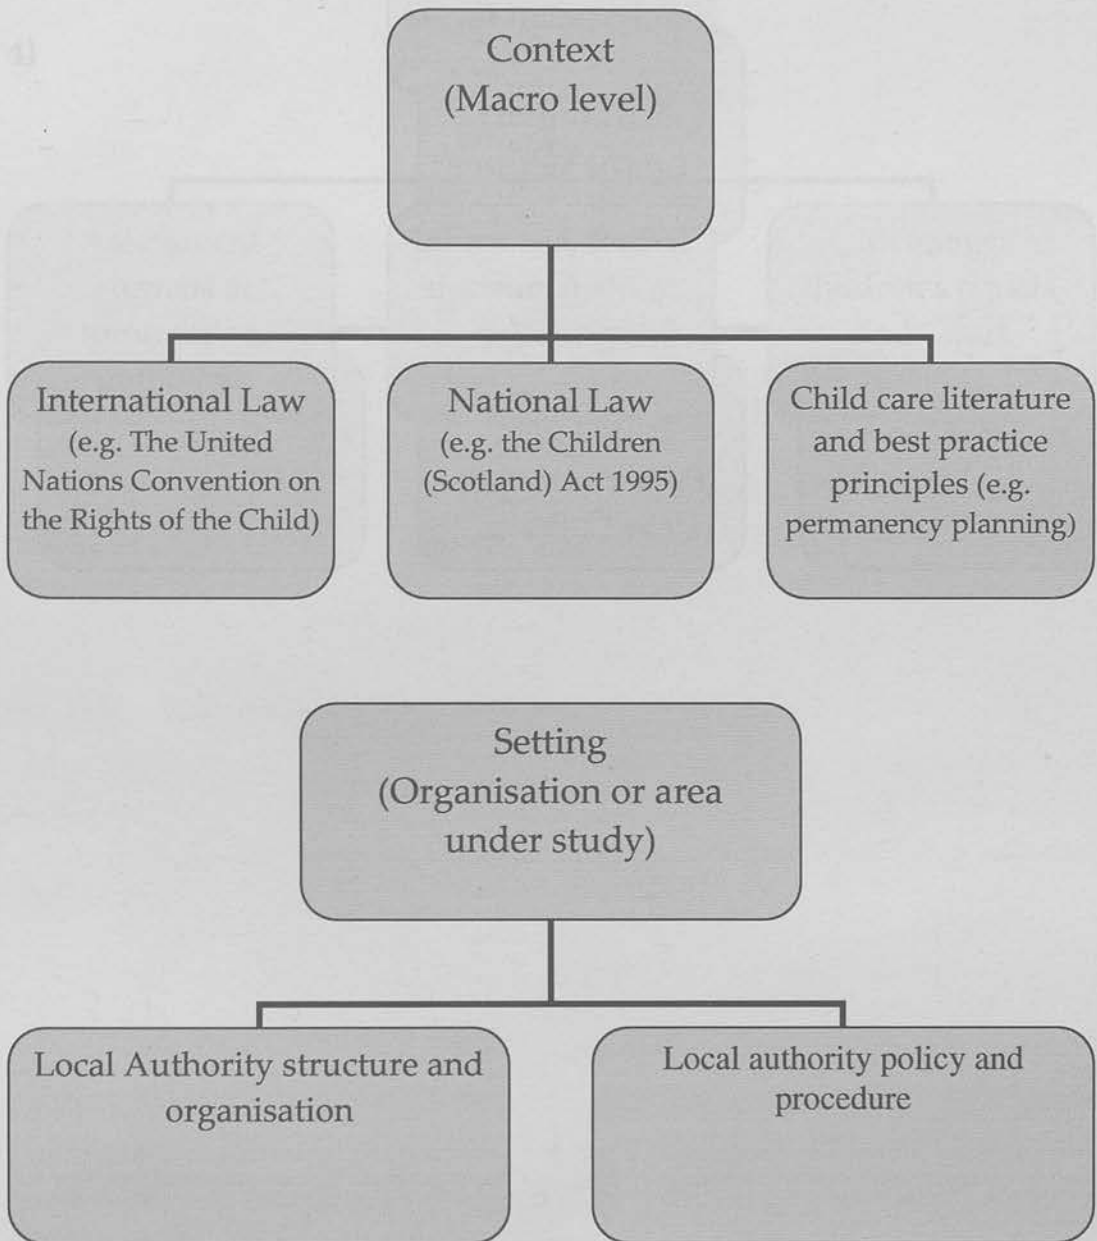 Context
(Macro level)
International Law
(e.g. The United
Nations Convention on
the Rights of the Child)
National Law
(e.g. the Children
(Scotland) Act 1995)
Child care literature
and best practice
principles (e.g.
permanency planning)
Setting
(Organisation or area
under study)
Local Authority structure and
organisation
Local authority policy and
procedure